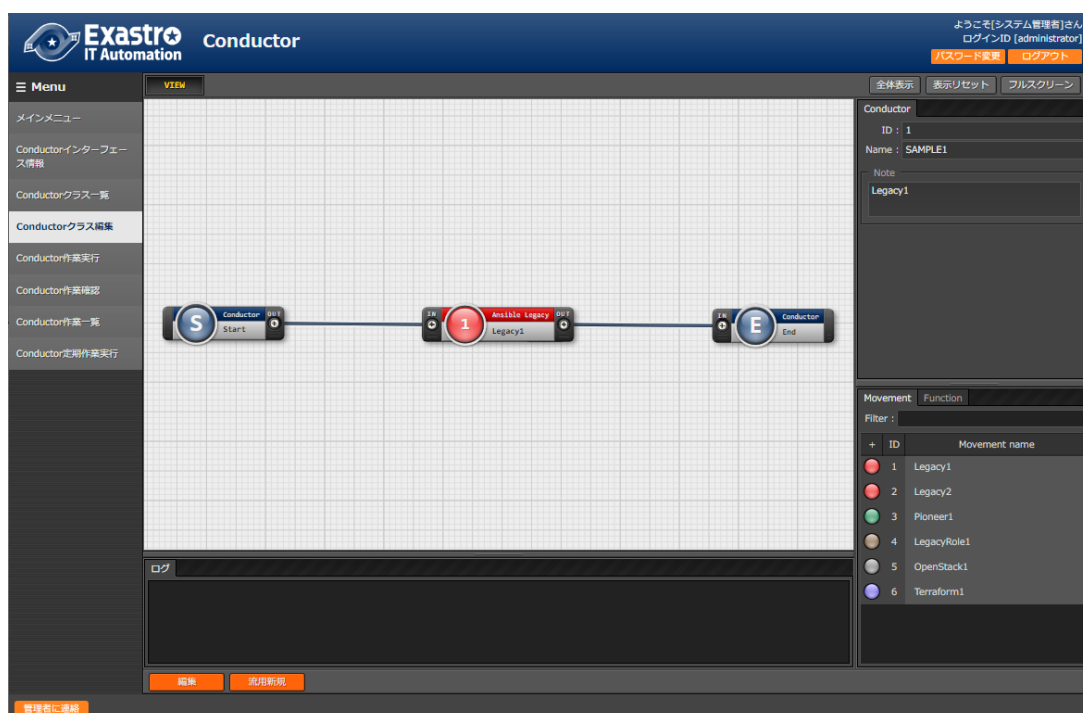 Exastro
IT Automation
Conductor
ようこそ[システム管理者]さん
ログインID [administrator]
パスワード変更 ログアウト
☰ Menu
メインメニュー
Conductorインターフェー
ス情報
Conductorクラス一覧
Conductorクラス編集
Conductor作業実行
Conductor作業確認
Conductor作業一覧
Conductor定期作業実行
VIEW
全体表示 表示リセット フルスクリーン
S
Conductor OUT
Start
IN Ansible Legacy OUT
1
Legacy1
IN Conductor
E
End
Conductor
ID : 1
Name : SAMPLE1
Note
Legacy1
Movement Function
Filter :
+ ID Movement name
1 Legacy1
2 Legacy2
3 Pioneer1
4 LegacyRole1
5 OpenStack1
6 Terraform1
ログ
編集 流用新規
管理者に連絡